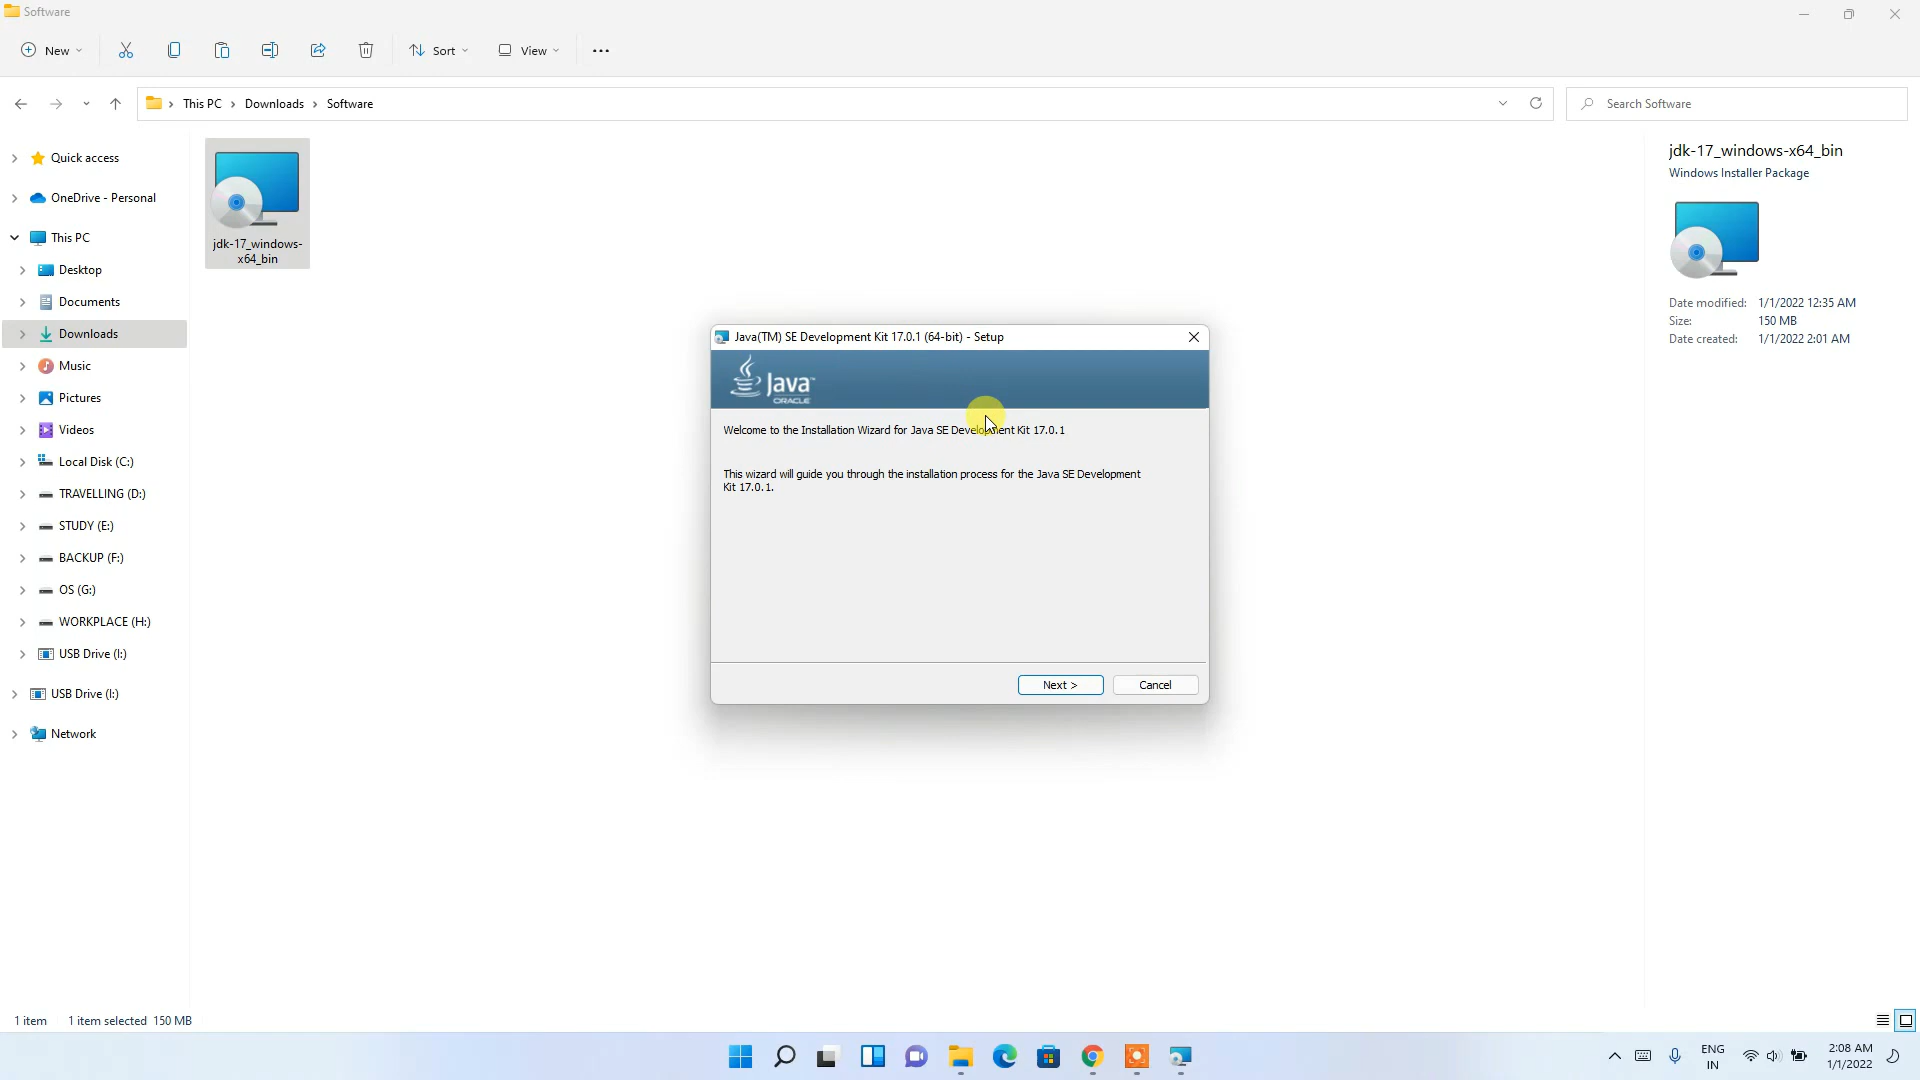 Software
New
Sort
View
This PC
Downloads
Software
Search Software
Quick access
OneDrive - Personal
This PC
Desktop
Documents
Downloads
Music
Pictures
Videos
Local Disk (C:)
TRAVELLING (D:)
STUDY (E:)
BACKUP (F:)
OS (G:)
WORKPLACE (H:)
USB Drive (I:)
USB Drive (I:)
Network
jdk-17_windows-
x64_bin
Java(TM) SE Development Kit 17.0.1 (64-bit) - Setup
Java™
ORACLE
Welcome to the Installation Wizard for Java SE Development Kit 17.0.1
This wizard will guide you through the installation process for the Java SE Development
Kit 17.0.1.
Next >
Cancel
jdk-17_windows-x64_bin
Windows Installer Package
Date modified: 1/1/2022 12:35 AM
Size: 150 MB
Date created: 1/1/2022 2:01 AM
1 item 1 item selected 150 MB
ENG
IN
2:08 AM
1/1/2022